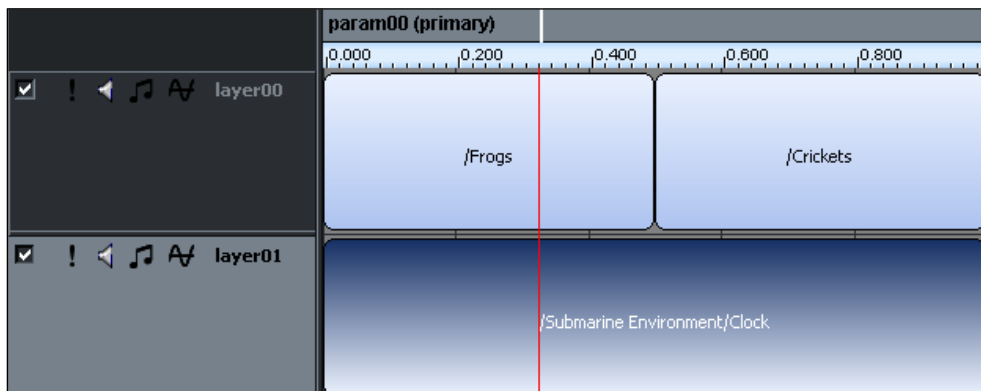 param00 (primary)
0.000 0.200 0.400 0.600 0.800
layer00
/Frogs
/Crickets
layer01
/Submarine Environment/Clock